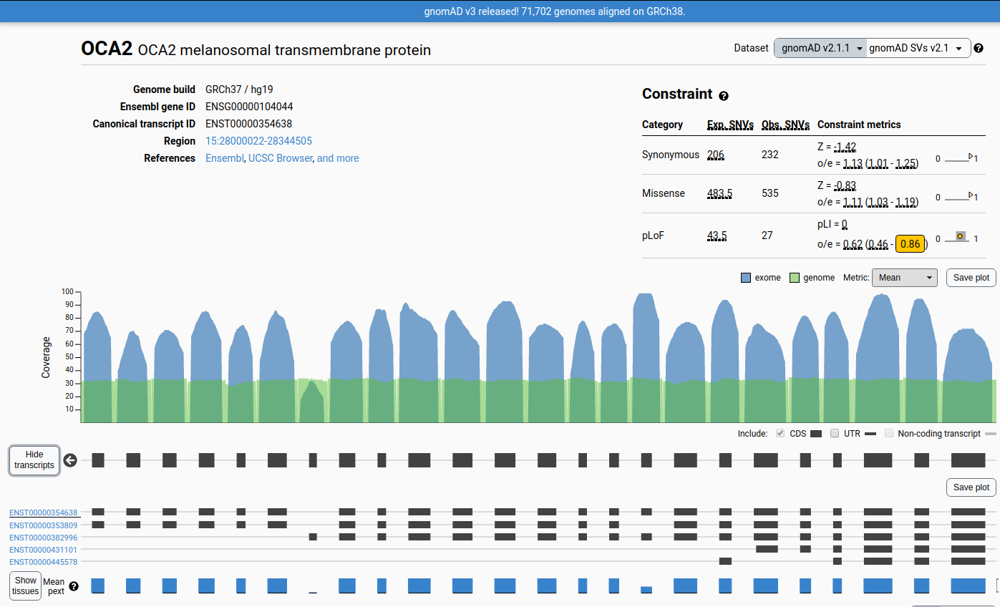 gnomAD v3 released! 71,702 genomes aligned on GRCh38.
OCA2 OCA2 melanosomal transmembrane protein
Dataset gnomAD v2.1.1 gnomAD SVs v2.1 ?
Genome build GRCh37 / hg19
Ensembl gene ID ENSG00000104044
Canonical transcript ID ENST00000354638
Region 15:28000022-28344505
References Ensembl, UCSC Browser, and more
Constraint ?
Category Exp. SNVs Obs. SNVs Constraint metrics
Synonymous 206 232 Z = -1.42
o/e = 1.13 (1.01 - 1.25) 0 1
Missense 483.5 535 Z = -0.83
o/e = 1.11 (1.03 - 1.19) 0 1
pLoF 43.5 27 pLI = 0
o/e = 0.62 (0.46 - 0.86) 0 1
exome genome Metric: Mean Save plot
Coverage
100
90
80
70
60
50
40
30
20
10
Include: CDS UTR Non-coding transcript
Hide transcripts
Save plot
ENST00000354638
ENST00000353809
ENST00000382996
ENST00000431101
ENST00000445578
Show tissues
Mean pext ?